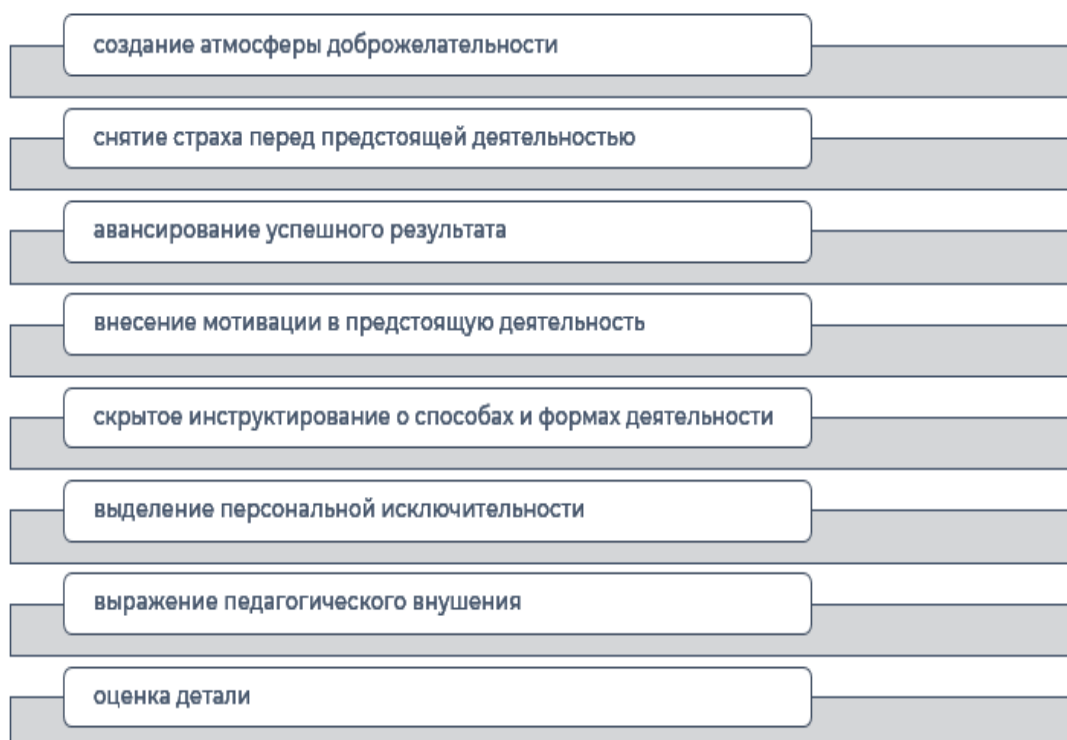 создание атмосферы доброжелательности
снятие страха перед предстоящей деятельностью
авансирование успешного результата
внесение мотивации в предстоящую деятельность
скрытое инструктирование о способах и формах деятельности
выделение персональной исключительности
выражение педагогического внушения
оценка детали